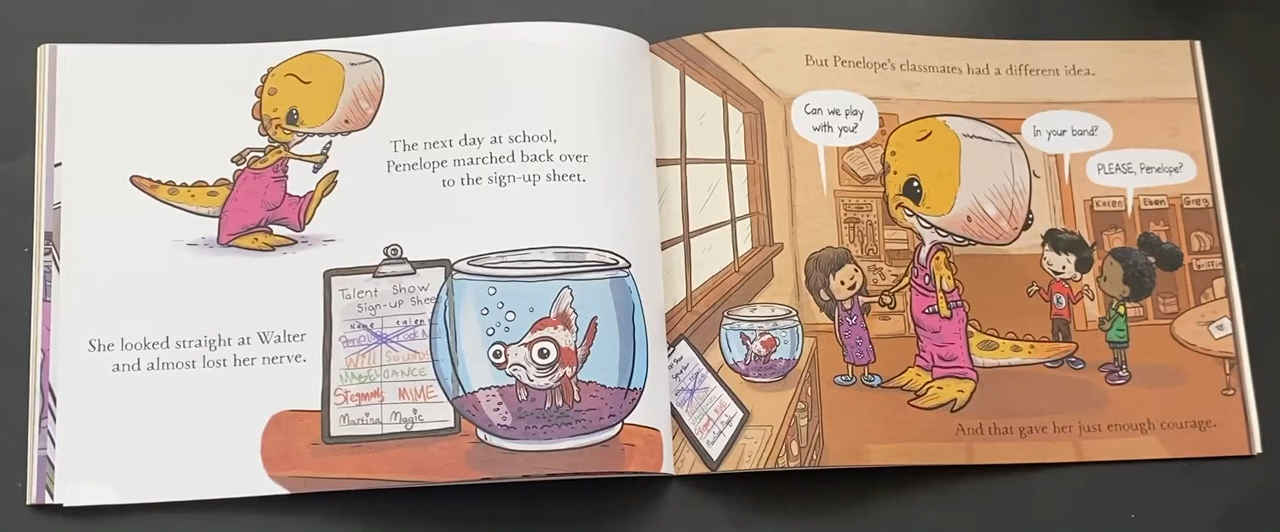 The next day at school,
Penelope marched back over
to the sign-up sheet.
She looked straight at Walter
and almost lost her nerve.
Talent Show
Sign-up Shee
Name
Will SOUNDS
MABEL DANCE
MIME
Martina Magic
But Penelope's classmates had a different idea.
Can we play
with you?
In your band?
PLEASE, Penelope?
Karen Eben Greg
Griffin
K
And that gave her just enough courage.